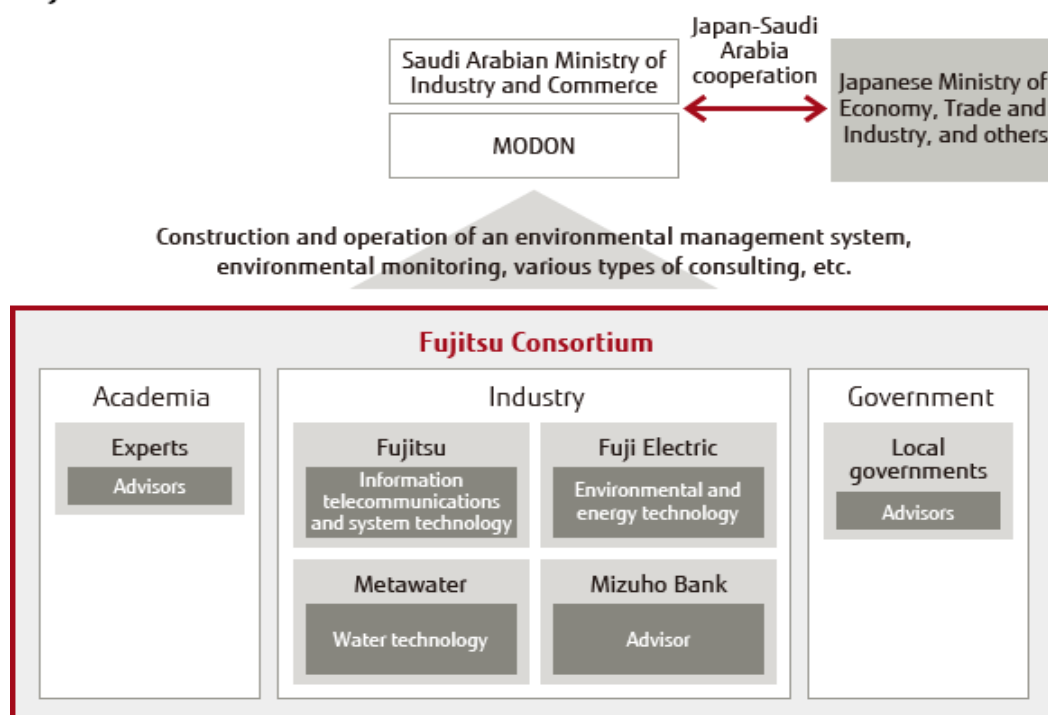 Japan-Saudi
Arabia
cooperation
Saudi Arabian Ministry of
Industry and Commerce
MODON
Japanese Ministry of
Economy, Trade and
Industry, and others
Construction and operation of an environmental management system,
environmental monitoring, various types of consulting, etc.
Fujitsu Consortium
Academia
Experts
Advisors
Industry
Fujitsu
Information
telecommunications
and system technology
Fuji Electric
Environmental and
energy technology
Metawater
Water technology
Mizuho Bank
Advisor
Government
Local
governments
Advisors